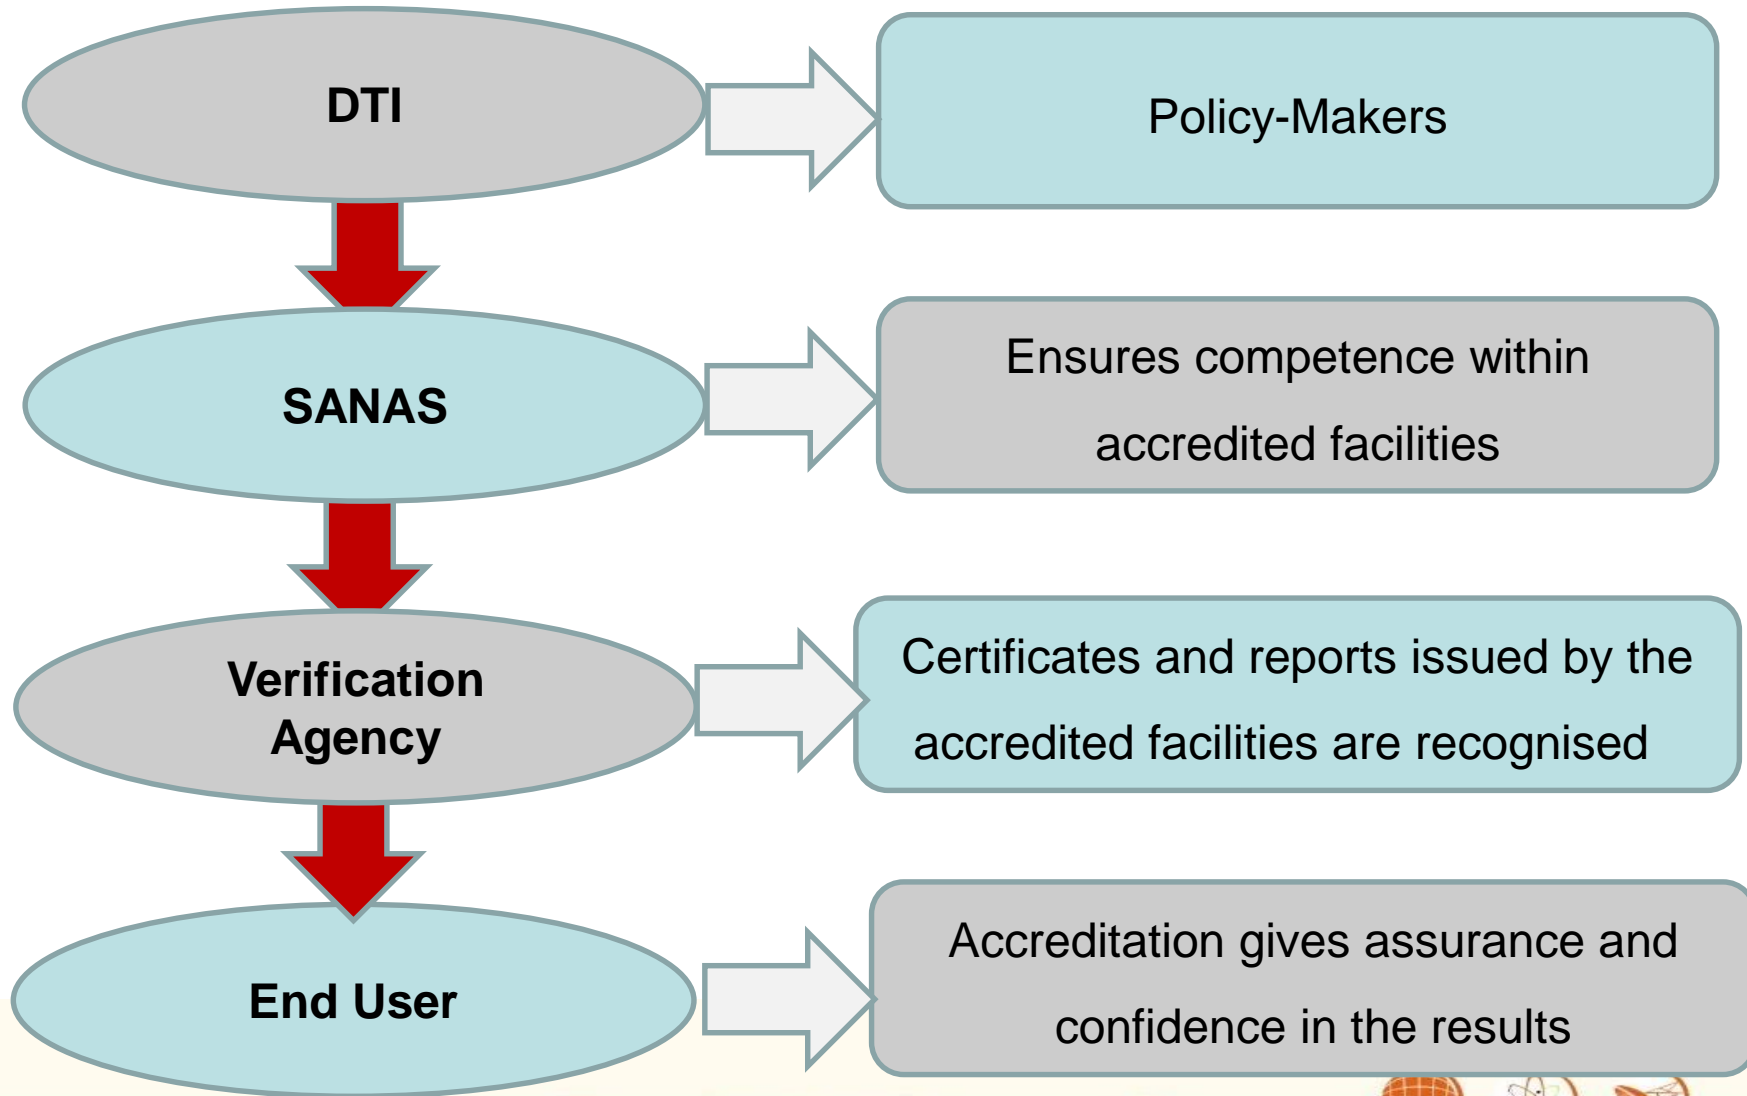 DTI
Policy-Makers
SANAS
Ensures competence within
accredited facilities
Verification
Agency
Certificates and reports issued by the
accredited facilities are recognised
End User
Accreditation gives assurance and
confidence in the results